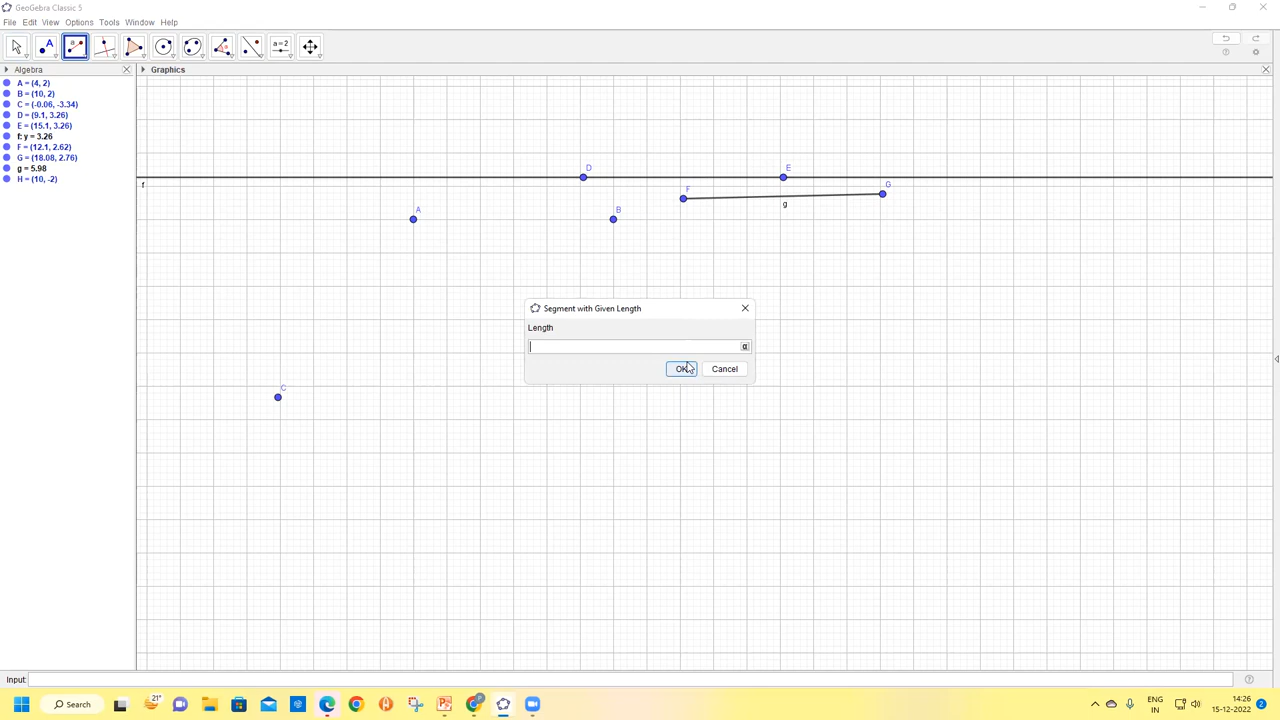 GeoGebra Classic 5
File Edit View Options Tools Window Help
Algebra
Graphics
A = (4, 2)
B = (10, 2)
C = (-0.06, -3.34)
D = (9.1, 3.26)
E = (15.1, 3.26)
f: y = 3.26
F = (12.1, 2.62)
G = (18.08, 2.76)
g = 5.98
H = (10, -2)
a=2
D
E
f
F
G
g
A
B
C
Segment with Given Length
Length
α
OK
Cancel
Input:
21°
Search
ENG
IN
14:26
15-12-2022
2